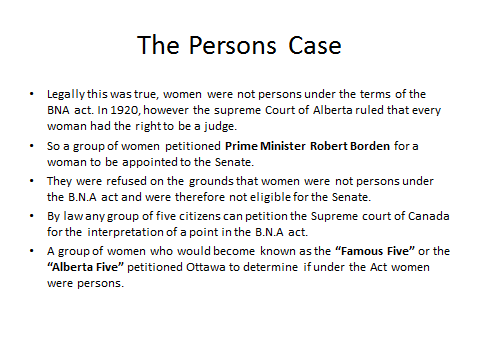 The Persons Case
• Legally this was true, women were not persons under the terms of the
BNA act. In 1920, however the supreme Court of Alberta ruled that every
woman had the right to be a judge.
• So a group of women petitioned Prime Minister Robert Borden for a
woman to be appointed to the Senate.
• They were refused on the grounds that women were not persons under
the B.N.A act and were therefore not eligible for the Senate.
• By law any group of five citizens can petition the Supreme court of Canada
for the interpretation of a point in the B.N.A act.
• A group of women who would become known as the “Famous Five” or the
“Alberta Five” petitioned Ottawa to determine if under the Act women
were persons.